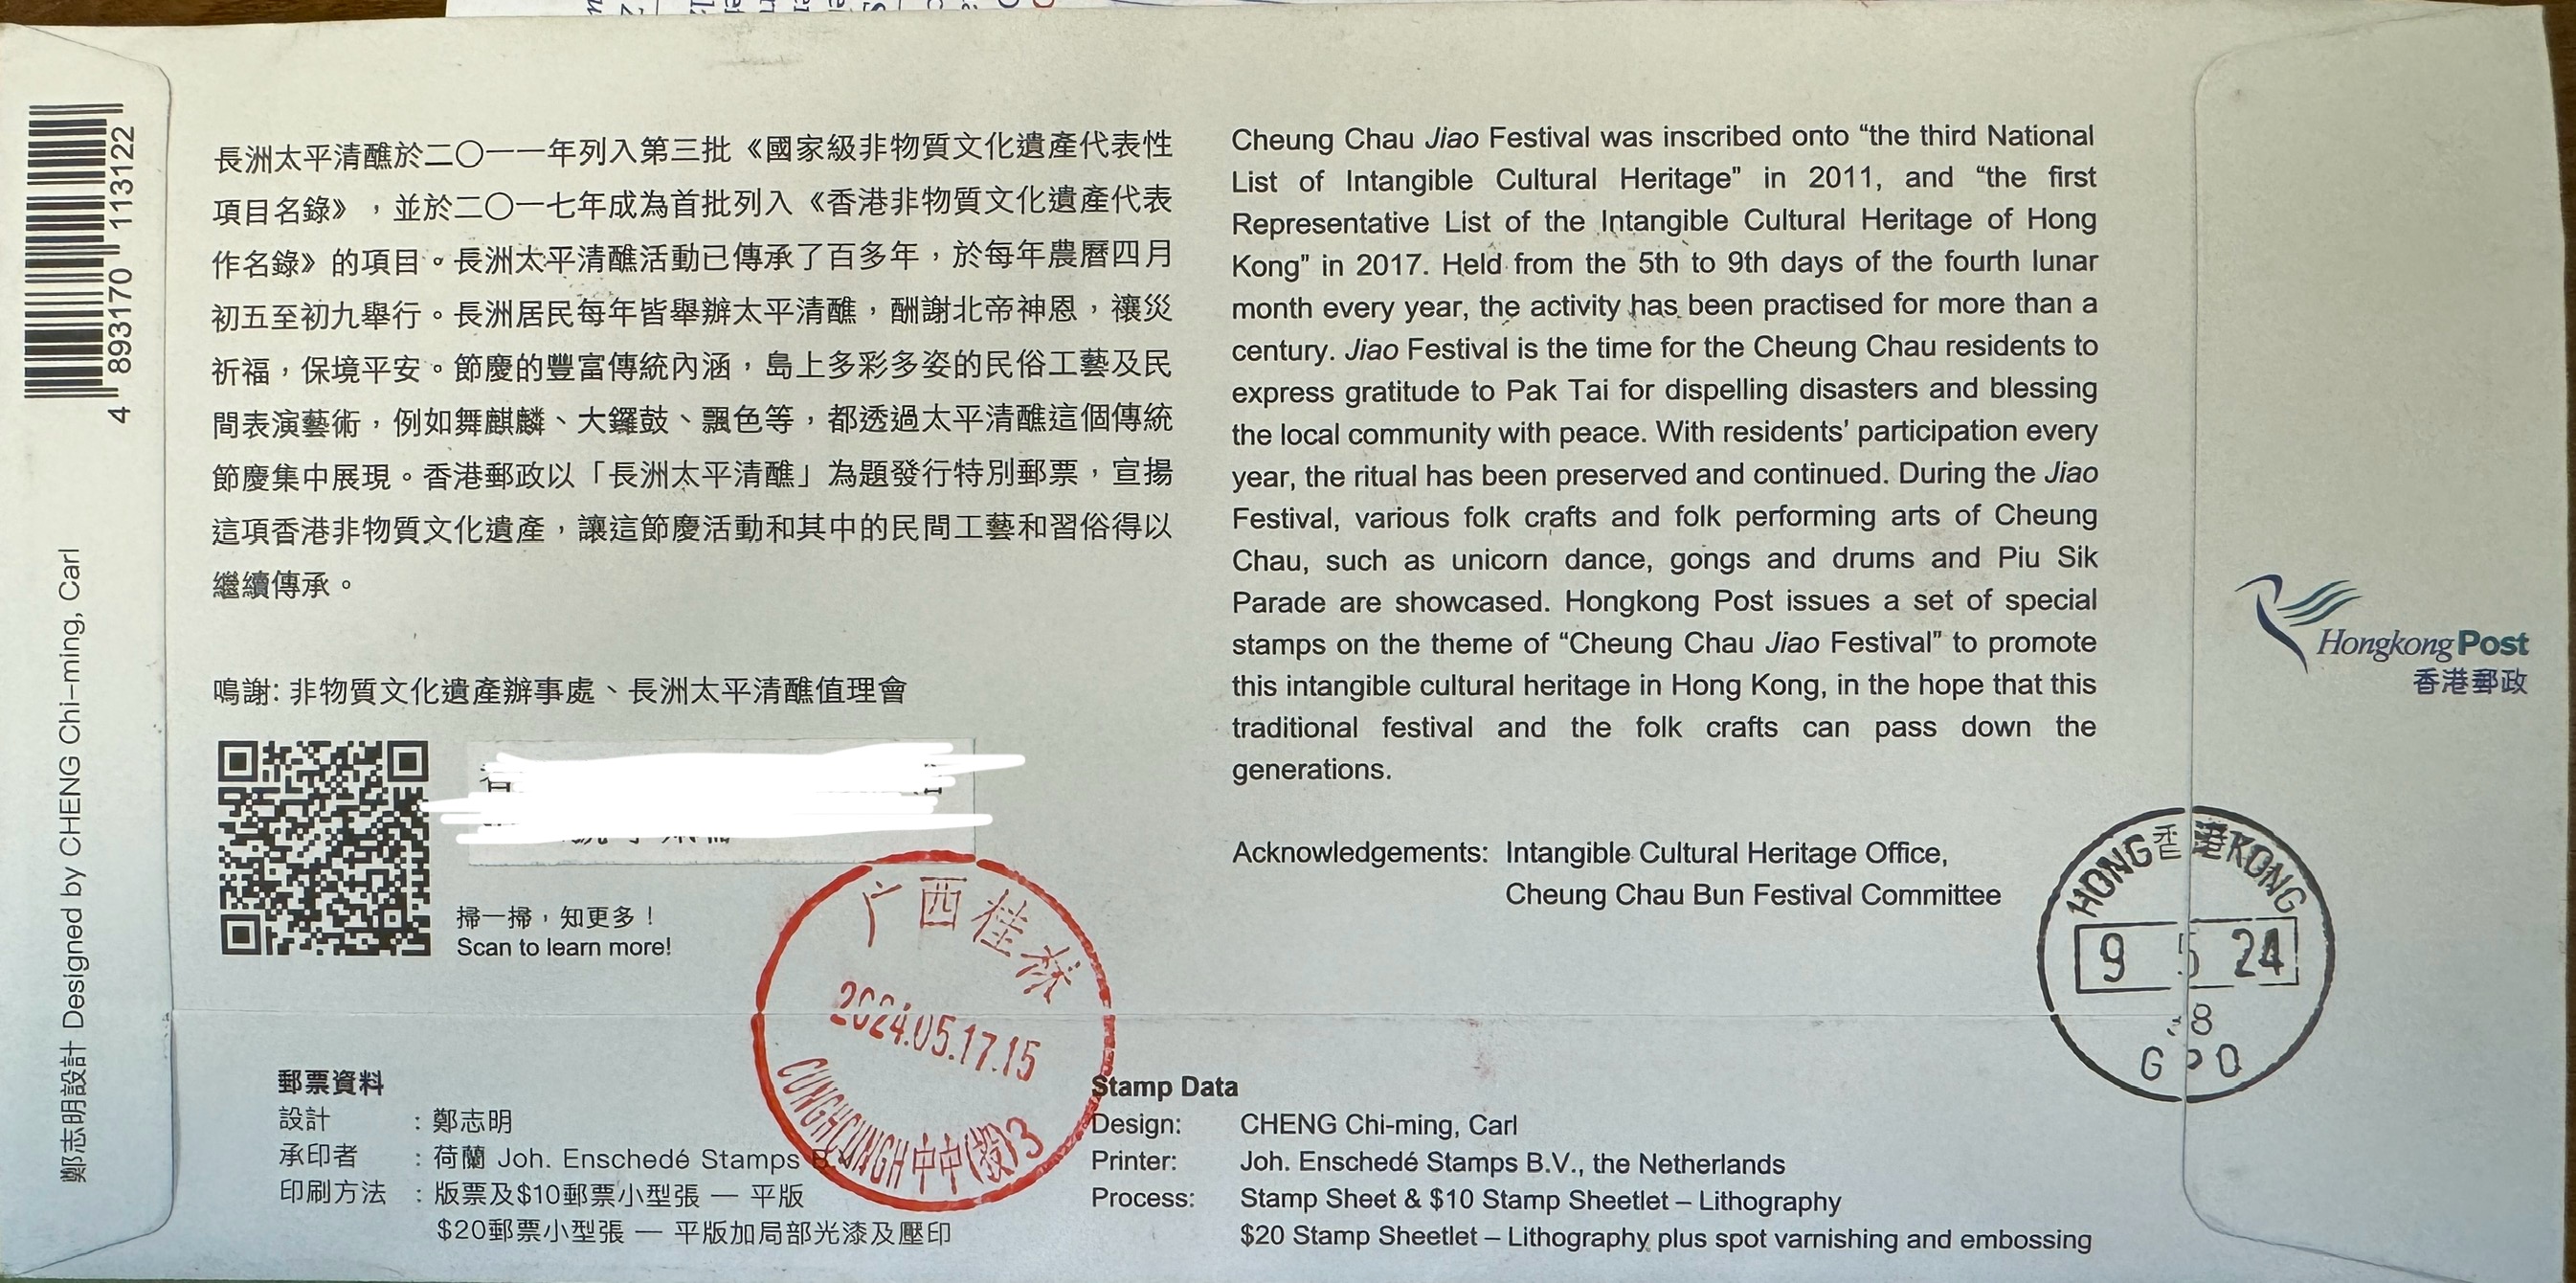 4 893170 113122
鄭志明設計 Designed by CHENG Chi-ming, Carl
長洲太平清醮於二〇一一年列入第三批《國家級非物質文化遺產代表性
項目名錄》，並於二〇一七年成為首批列入《香港非物質文化遺產代表
作名錄》的項目。長洲太平清醮活動已傳承了百多年，於每年農曆四月
初五至初九舉行。長洲居民每年皆舉辦太平清醮，酬謝北帝神恩，禳災
祈福，保境平安。節慶的豐富傳統內涵，島上多彩多姿的民俗工藝及民
間表演藝術，例如舞麒麟、大鑼鼓、飄色等，都透過太平清醮這個傳統
節慶集中展現。香港郵政以「長洲太平清醮」為題發行特別郵票，宣揚
這項香港非物質文化遺產，讓這節慶活動和其中的民間工藝和習俗得以
繼續傳承。
鳴謝: 非物質文化遺產辦事處、長洲太平清醮值理會
掃一掃，知更多！
Scan to learn more!
Cheung Chau Jiao Festival was inscribed onto “the third National
List of Intangible Cultural Heritage” in 2011, and “the first
Representative List of the Intangible Cultural Heritage of Hong
Kong” in 2017. Held from the 5th to 9th days of the fourth lunar
month every year, the activity has been practised for more than a
century. Jiao Festival is the time for the Cheung Chau residents to
express gratitude to Pak Tai for dispelling disasters and blessing
the local community with peace. With residents’ participation every
year, the ritual has been preserved and continued. During the Jiao
Festival, various folk crafts and folk performing arts of Cheung
Chau, such as unicorn dance, gongs and drums and Piu Sik
Parade are showcased. Hongkong Post issues a set of special
stamps on the theme of “Cheung Chau Jiao Festival” to promote
this intangible cultural heritage in Hong Kong, in the hope that this
traditional festival and the folk crafts can pass down the
generations.
Acknowledgements: Intangible Cultural Heritage Office,
Cheung Chau Bun Festival Committee
Hongkong Post
香港郵政
HONG 香港 KONG
9 5 24
8
G P O
广西桂林
2024.05.17.15
CUNGHCUNGH 中中(投)3
郵票資料
設計 : 鄭志明
承印者 : 荷蘭 Joh. Enschedé Stamps B.V.
印刷方法 : 版票及$10郵票小型張 — 平版
$20郵票小型張 — 平版加局部光漆及壓印
Stamp Data
Design: CHENG Chi-ming, Carl
Printer: Joh. Enschedé Stamps B.V., the Netherlands
Process: Stamp Sheet & $10 Stamp Sheetlet – Lithography
$20 Stamp Sheetlet – Lithography plus spot varnishing and embossing